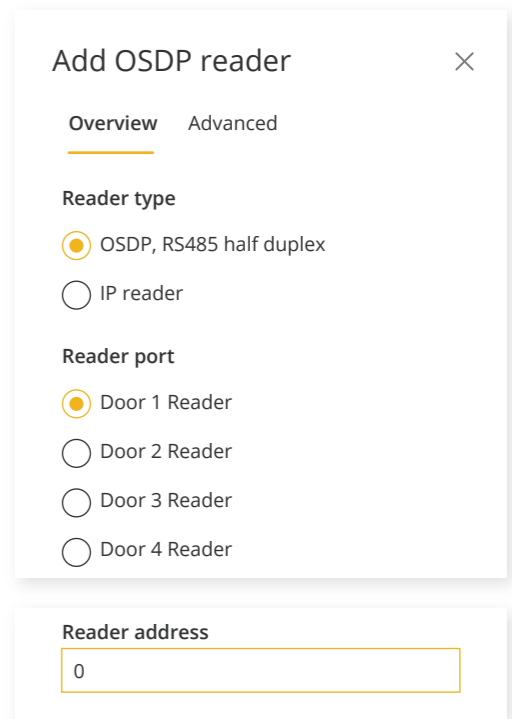 Add OSDP reader
Overview Advanced
Reader type
OSDP, RS485 half duplex
IP reader
Reader port
Door 1 Reader
Door 2 Reader
Door 3 Reader
Door 4 Reader
Reader address
0